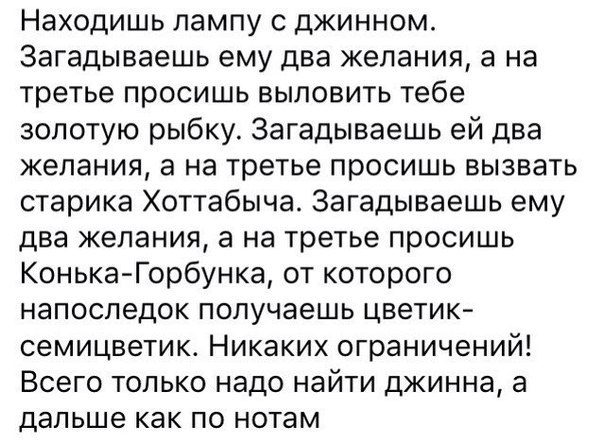 Находишь лампу с джинном.
Загадываешь ему два желания, а на
третье просишь выловить тебе
золотую рыбку. Загадываешь ей два
желания, а на третье просишь вызвать
старика Хоттабыча. Загадываешь ему
два желания, а на третье просишь
Конька-Горбунка, от которого
напоследок получаешь цветик-
семицветик. Никаких ограничений!
Всего только надо найти джинна, а
дальше как по нотам